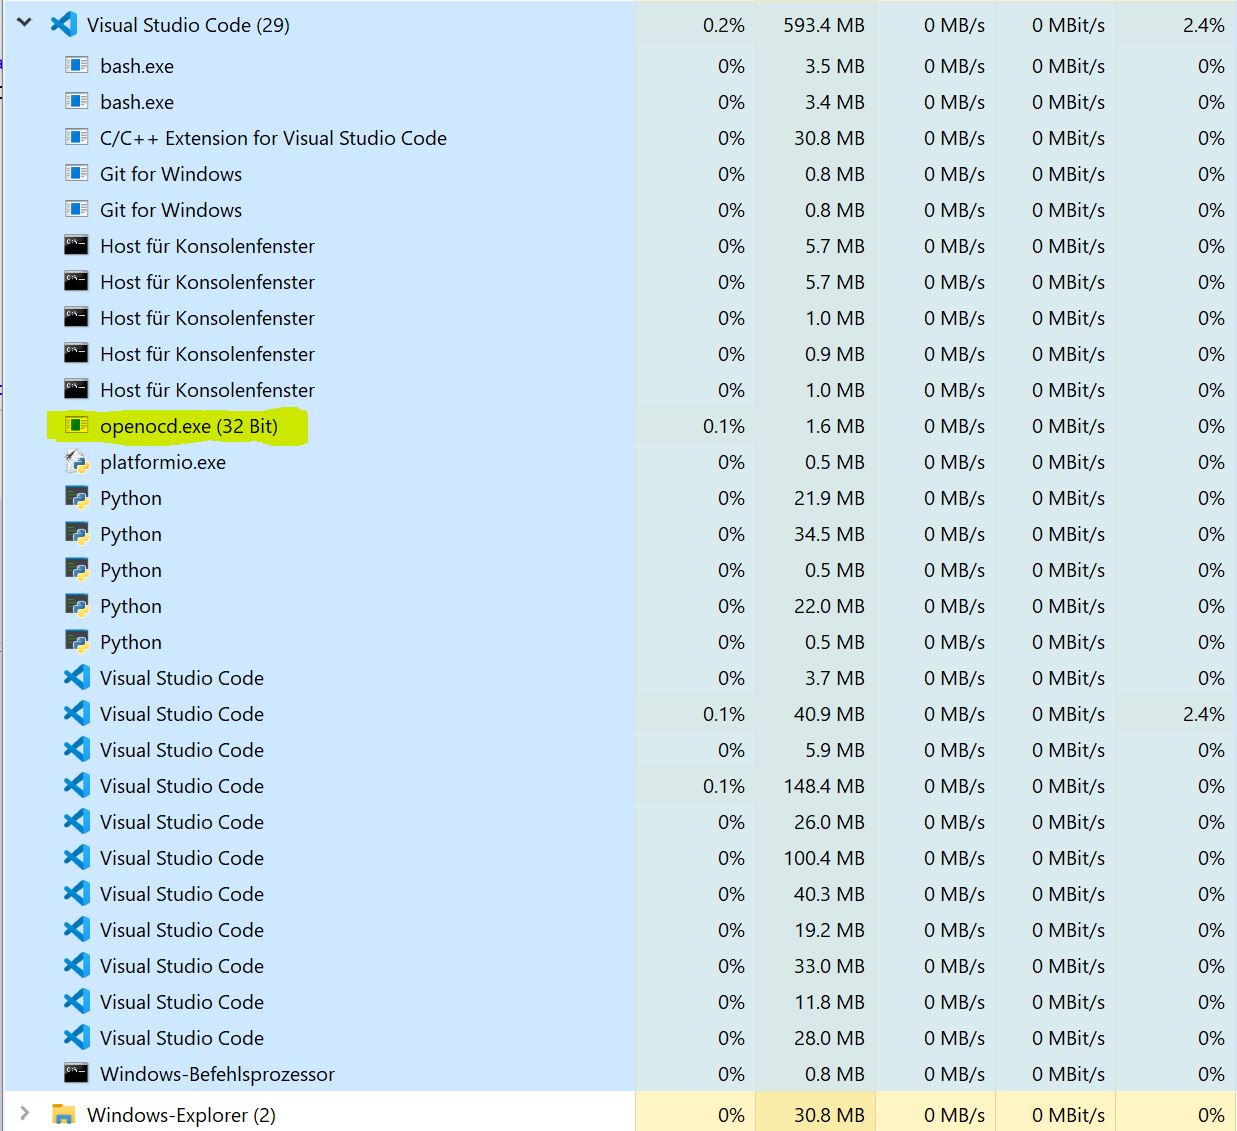 Visual Studio Code (29) 0.2% 593.4 MB 0 MB/s 0 MBit/s 2.4%
bash.exe 0% 3.5 MB 0 MB/s 0 MBit/s 0%
bash.exe 0% 3.4 MB 0 MB/s 0 MBit/s 0%
C/C++ Extension for Visual Studio Code 0% 30.8 MB 0 MB/s 0 MBit/s 0%
Git for Windows 0% 0.8 MB 0 MB/s 0 MBit/s 0%
Git for Windows 0% 0.8 MB 0 MB/s 0 MBit/s 0%
Host für Konsolenfenster 0% 5.7 MB 0 MB/s 0 MBit/s 0%
Host für Konsolenfenster 0% 5.7 MB 0 MB/s 0 MBit/s 0%
Host für Konsolenfenster 0% 1.0 MB 0 MB/s 0 MBit/s 0%
Host für Konsolenfenster 0% 0.9 MB 0 MB/s 0 MBit/s 0%
Host für Konsolenfenster 0% 1.0 MB 0 MB/s 0 MBit/s 0%
openocd.exe (32 Bit) 0.1% 1.6 MB 0 MB/s 0 MBit/s 0%
platformio.exe 0% 0.5 MB 0 MB/s 0 MBit/s 0%
Python 0% 21.9 MB 0 MB/s 0 MBit/s 0%
Python 0% 34.5 MB 0 MB/s 0 MBit/s 0%
Python 0% 0.5 MB 0 MB/s 0 MBit/s 0%
Python 0% 22.0 MB 0 MB/s 0 MBit/s 0%
Python 0% 0.5 MB 0 MB/s 0 MBit/s 0%
Visual Studio Code 0% 3.7 MB 0 MB/s 0 MBit/s 0%
Visual Studio Code 0.1% 40.9 MB 0 MB/s 0 MBit/s 2.4%
Visual Studio Code 0% 5.9 MB 0 MB/s 0 MBit/s 0%
Visual Studio Code 0.1% 148.4 MB 0 MB/s 0 MBit/s 0%
Visual Studio Code 0% 26.0 MB 0 MB/s 0 MBit/s 0%
Visual Studio Code 0% 100.4 MB 0 MB/s 0 MBit/s 0%
Visual Studio Code 0% 40.3 MB 0 MB/s 0 MBit/s 0%
Visual Studio Code 0% 19.2 MB 0 MB/s 0 MBit/s 0%
Visual Studio Code 0% 33.0 MB 0 MB/s 0 MBit/s 0%
Visual Studio Code 0% 11.8 MB 0 MB/s 0 MBit/s 0%
Visual Studio Code 0% 28.0 MB 0 MB/s 0 MBit/s 0%
Windows-Befehlsprozessor 0% 0.8 MB 0 MB/s 0 MBit/s 0%
Windows-Explorer (2) 0% 30.8 MB 0 MB/s 0 MBit/s 0%